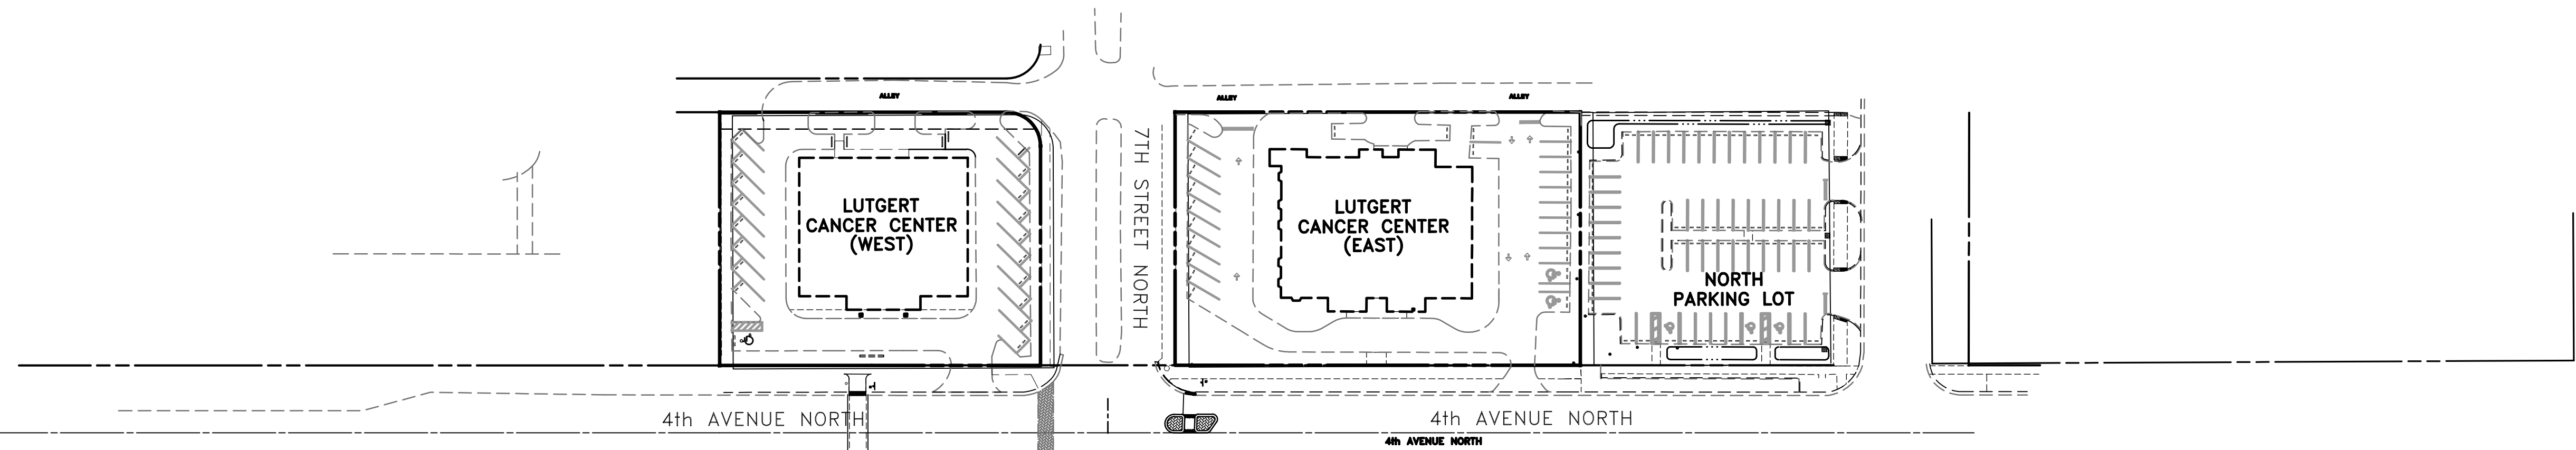 ALLEY
ALLEY
ALLEY
7TH STREET NORTH
LUTGERT
CANCER CENTER
(WEST)
LUTGERT
CANCER CENTER
(EAST)
NORTH
PARKING LOT
4th AVENUE NORTH
4th AVENUE NORTH
4th AVENUE NORTH